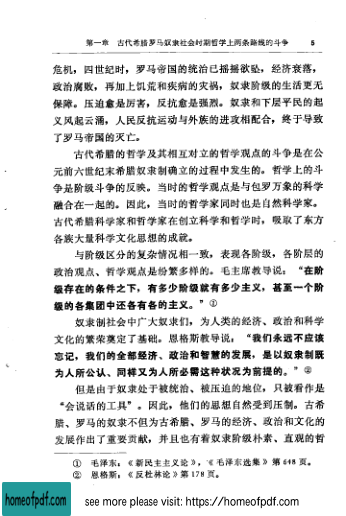 第一章 古代希腊罗马奴隶社会时期哲学上两条路线的斗争 5
危机，四世纪时，罗马帝国的统治已摇摇欲坠，经济衰落，
政治腐败，再加上饥荒和疾病的灾祸，奴隶阶级的生活更无
保障。压迫愈是厉害，反抗愈是强烈。奴隶和下层平民的起
义风起云涌，人民反抗运动与外族的进攻相配合，终于导致
了罗马帝国的灭亡。
古代希腊的哲学及其相互对立的哲学观点的斗争是在公
元前六世纪末希腊奴隶制确立的过程中发生的。哲学上的斗
争是阶级斗争的反映。当时的哲学观点是与包罗万象的科学
融合在一起的。因此，当时的哲学家同时也是自然科学家。
古代希腊科学家和哲学家在创立科学和哲学时，吸取了东方
各族大量科学文化思想的成就。
与阶级区分的复杂情况相一致，表现各阶级，各阶层的
政治观点、哲学观点是纷繁多样的。毛主席教导说：“在阶
级存在的条件之下，有多少阶级就有多少主义，甚至一个阶
级的各集团中还各有各的主义。”①
奴隶制社会中广大奴隶们，为人类的经济、政治和科学
文化的繁荣奠定了基础。恩格斯教导说：“我们永远不应该
忘记，我们的全部经济、政治和智慧的发展，是以奴隶制既
为人所公认、同样又为人所必需这种状况为前提的。”②
但是由于奴隶处于被统治、被压迫的地位，只被看作是
“会说话的工具”。因此，他们的思想自然受到压制。古希
腊、罗马的奴隶不但为古希腊、罗马的经济、政治和文化的
发展作出了重要贡献，并且也有着奴隶阶级朴素、直观的哲
① 毛泽东：《新民主主义论》，《毛泽东选集》第648页。
② 恩格斯：《反杜林论》第178页。
homeofpdf.com
see more please visit: https://homeofpdf.com